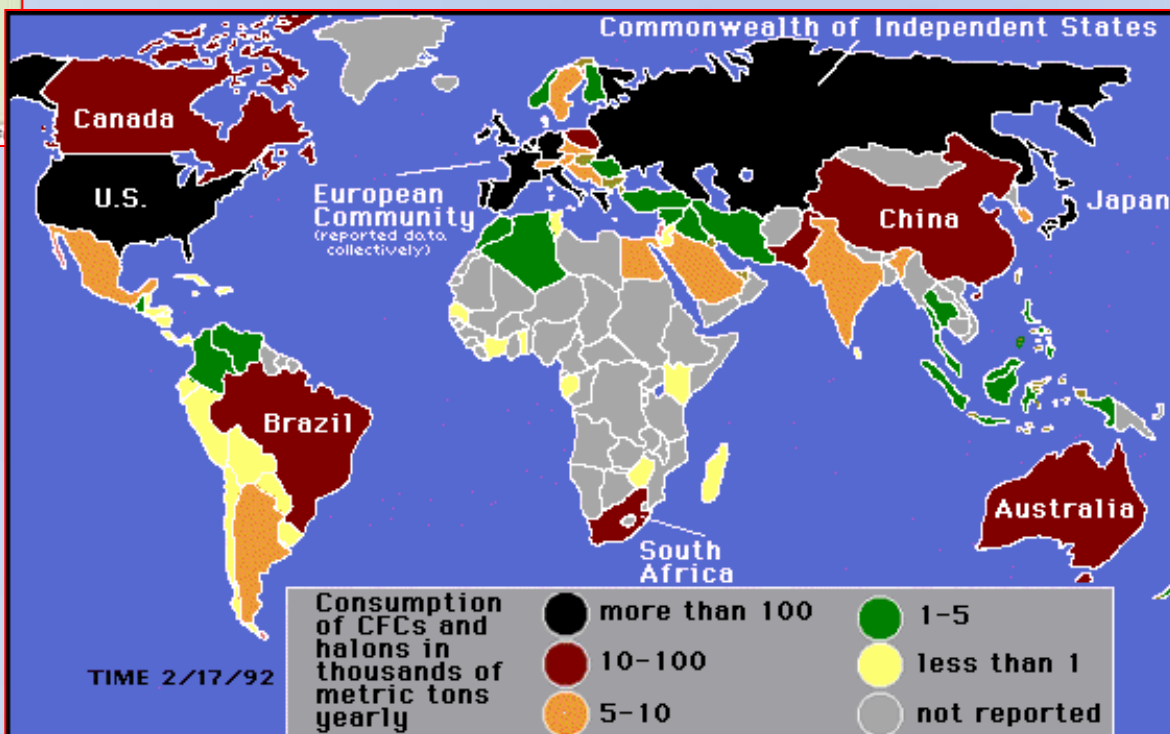 Commonwealth of Independent States
Canada
U.S.
European
Community
(reported data
collectively)
China
Japan
Brazil
Australia
South
Africa
Consumption
of CFCs and
halons in
thousands of
metric tons
yearly
more than 100
10-100
5-10
1-5
less than 1
not reported
TIME 2/17/92